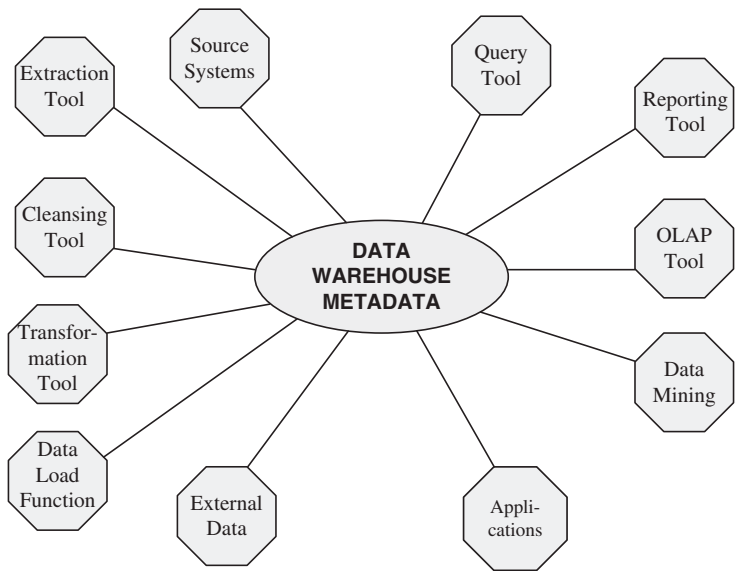 Source
Systems
Query
Tool
Extraction
Tool
Reporting
Tool
Cleansing
Tool
DATA
WAREHOUSE
METADATA
OLAP
Tool
Transfor-
mation
Tool
Data
Mining
Data
Load
Function
External
Data
Appli-
cations